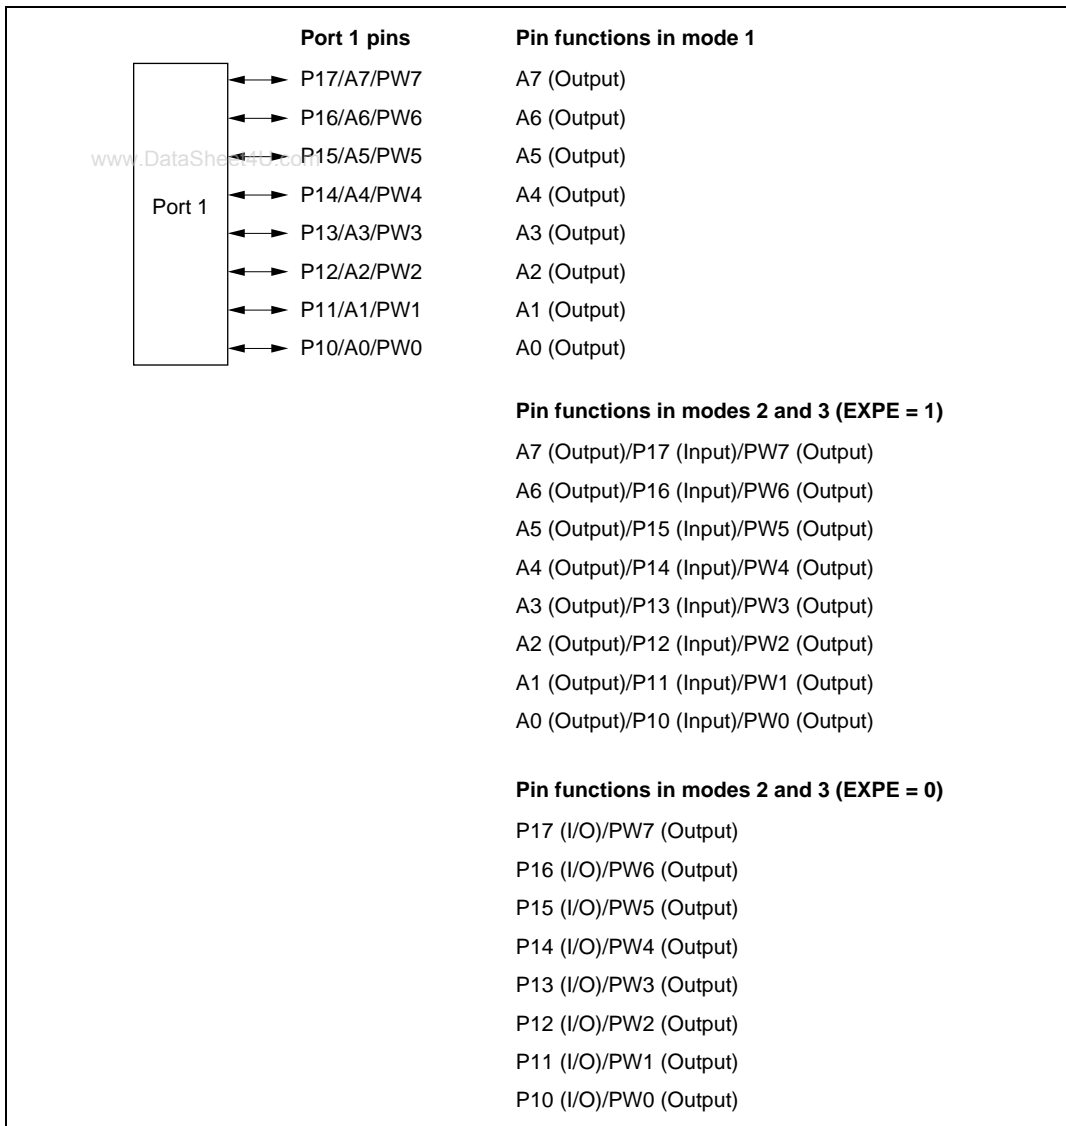 Port 1 pins Pin functions in mode 1
P17/A7/PW7 A7 (Output)
P16/A6/PW6 A6 (Output)
www.DataSheet4U.com P15/A5/PW5 A5 (Output)
Port 1 P14/A4/PW4 A4 (Output)
P13/A3/PW3 A3 (Output)
P12/A2/PW2 A2 (Output)
P11/A1/PW1 A1 (Output)
P10/A0/PW0 A0 (Output)
Pin functions in modes 2 and 3 (EXPE = 1)
A7 (Output)/P17 (Input)/PW7 (Output)
A6 (Output)/P16 (Input)/PW6 (Output)
A5 (Output)/P15 (Input)/PW5 (Output)
A4 (Output)/P14 (Input)/PW4 (Output)
A3 (Output)/P13 (Input)/PW3 (Output)
A2 (Output)/P12 (Input)/PW2 (Output)
A1 (Output)/P11 (Input)/PW1 (Output)
A0 (Output)/P10 (Input)/PW0 (Output)
Pin functions in modes 2 and 3 (EXPE = 0)
P17 (I/O)/PW7 (Output)
P16 (I/O)/PW6 (Output)
P15 (I/O)/PW5 (Output)
P14 (I/O)/PW4 (Output)
P13 (I/O)/PW3 (Output)
P12 (I/O)/PW2 (Output)
P11 (I/O)/PW1 (Output)
P10 (I/O)/PW0 (Output)